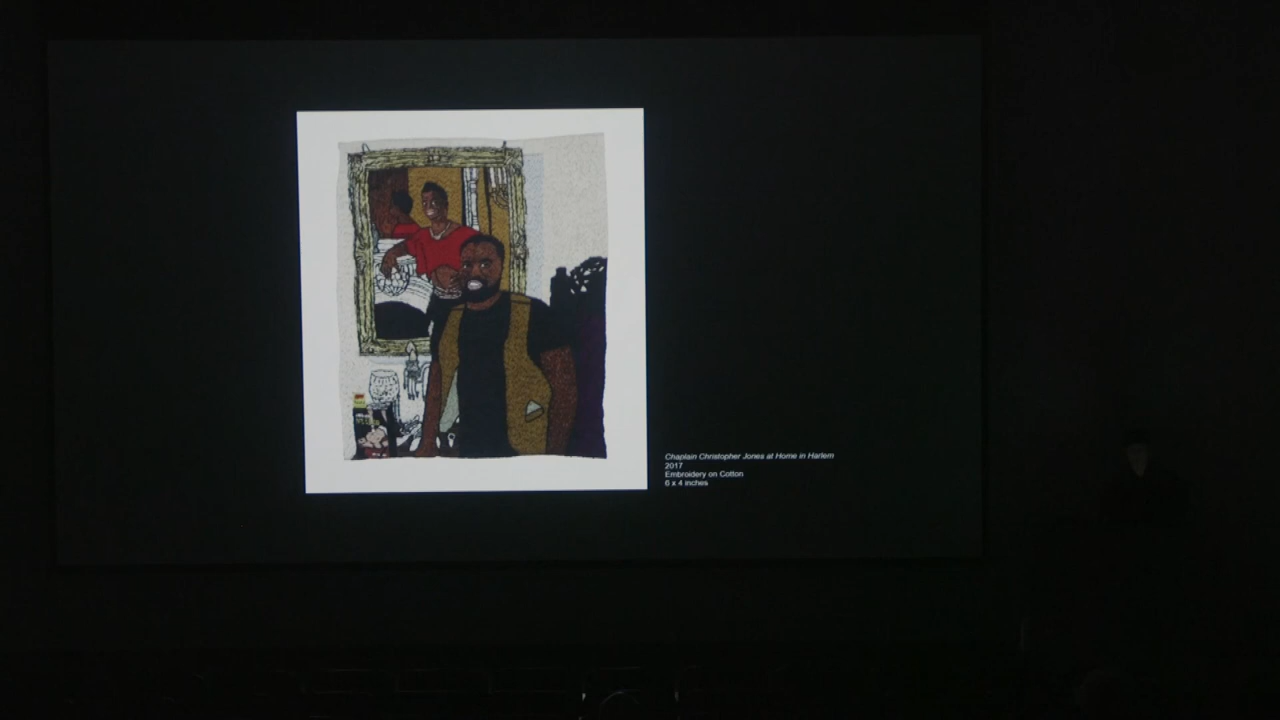 Chaplain Christopher Jones at Home in Harlem
2017
Embroidery on Cotton
6 x 4 inches